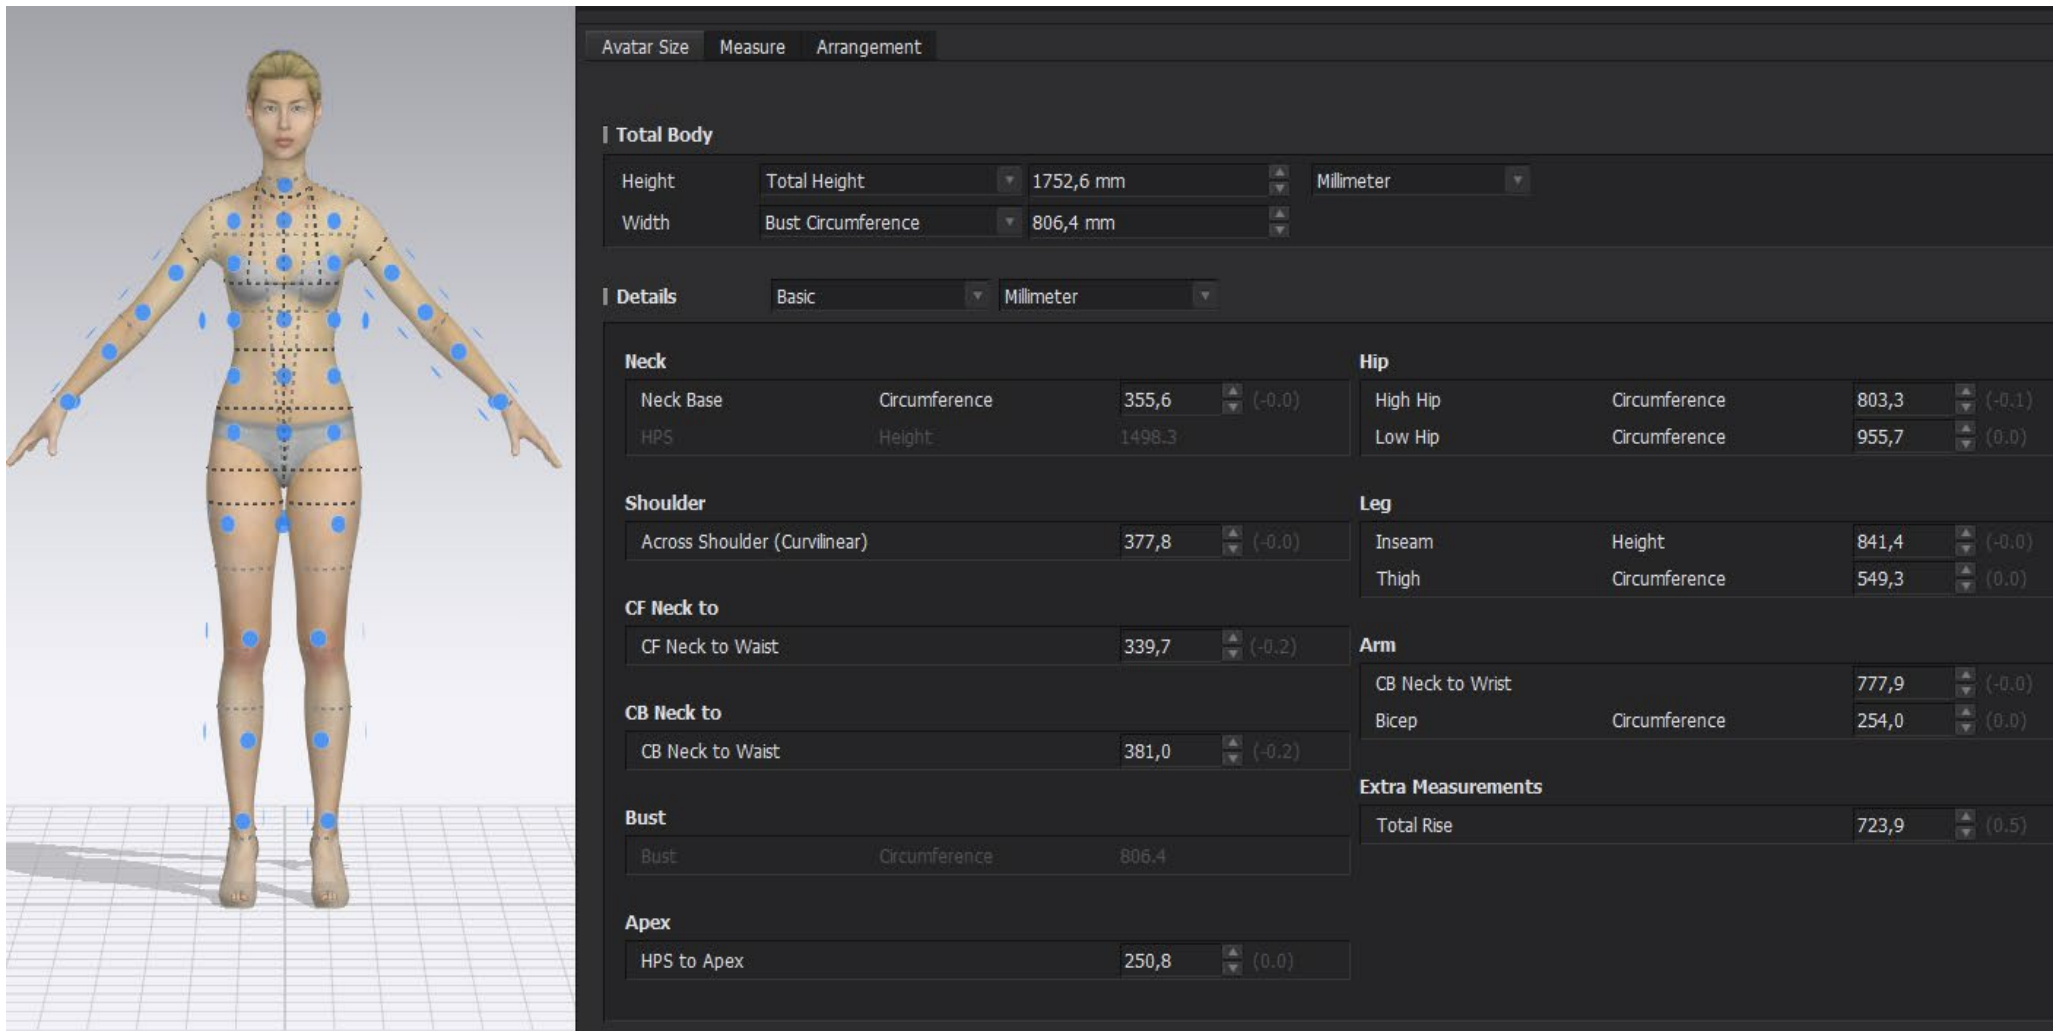 Avatar Size Measure Arrangement
Total Body
Height Total Height 1752,6 mm Millimeter
Width Bust Circumference 806,4 mm
Details Basic Millimeter
Neck
Neck Base Circumference 355,6 (-0.0)
HPS Height 1498.3
Shoulder
Across Shoulder (Curvilinear) 377,8 (-0.0)
CF Neck to
CF Neck to Waist 339,7 (-0.2)
CB Neck to
CB Neck to Waist 381,0 (-0.2)
Bust
Bust Circumference 806.4
Apex
HPS to Apex 250,8 (0.0)
Hip
High Hip Circumference 803,3 (-0.1)
Low Hip Circumference 955,7 (0.0)
Leg
Inseam Height 841,4 (-0.0)
Thigh Circumference 549,3 (0.0)
Arm
CB Neck to Wrist 777,9 (-0.0)
Bicep Circumference 254,0 (0.0)
Extra Measurements
Total Rise 723,9 (0.5)